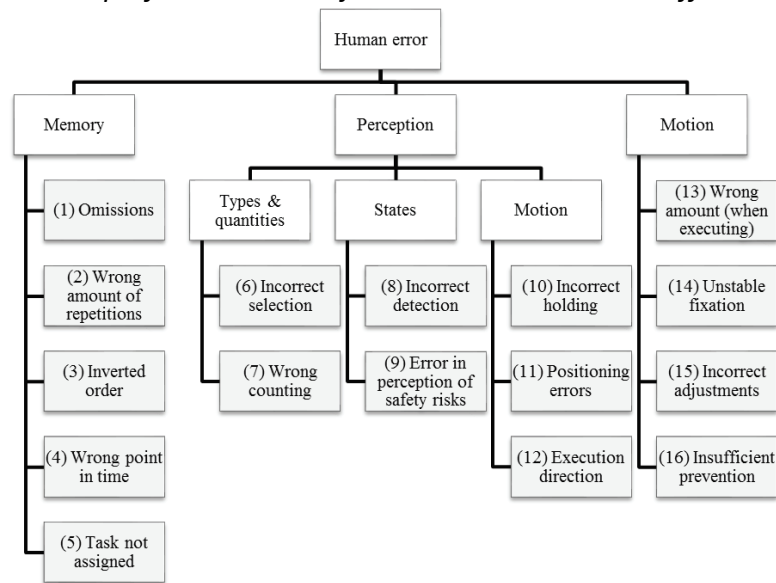 Human error
Memory
Perception
Motion
Types &
quantities
States
Motion
(1) Omissions
(2) Wrong
amount of
repetitions
(3) Inverted
order
(4) Wrong point
in time
(5) Task not
assigned
(6) Incorrect
selection
(7) Wrong
counting
(8) Incorrect
detection
(9) Error in
perception of
safety risks
(10) Incorrect
holding
(11) Positioning
errors
(12) Execution
direction
(13) Wrong
amount (when
executing)
(14) Unstable
fixation
(15) Incorrect
adjustments
(16) Insufficient
prevention